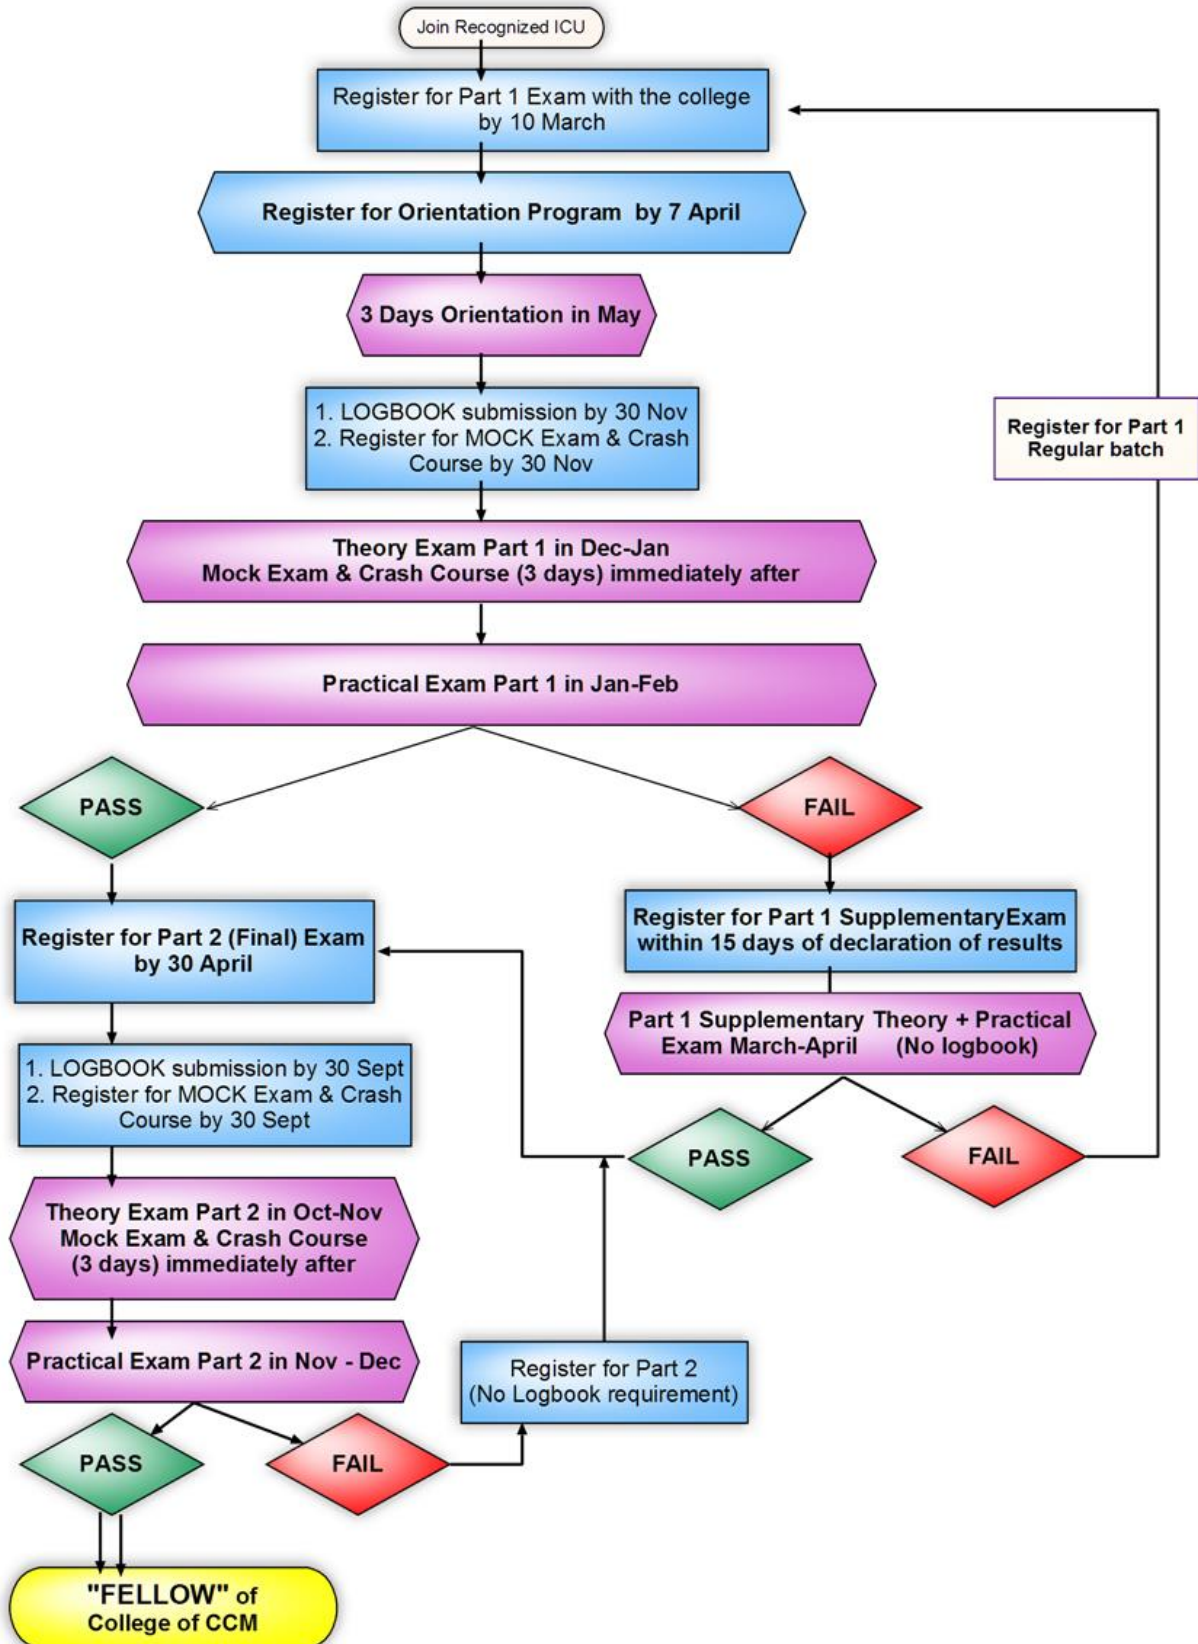 Join Recognized ICU
Register for Part 1 Exam with the college
by 10 March
Register for Orientation Program by 7 April
3 Days Orientation in May
1. LOGBOOK submission by 30 Nov
2. Register for MOCK Exam & Crash
Course by 30 Nov
Register for Part 1
Regular batch
Theory Exam Part 1 in Dec-Jan
Mock Exam & Crash Course (3 days) immediately after
Practical Exam Part 1 in Jan-Feb
PASS
FAIL
Register for Part 2 (Final) Exam
by 30 April
Register for Part 1 SupplementaryExam
within 15 days of declaration of results
Part 1 Supplementary Theory + Practical
Exam March-April (No logbook)
1. LOGBOOK submission by 30 Sept
2. Register for MOCK Exam & Crash
Course by 30 Sept
PASS
FAIL
Theory Exam Part 2 in Oct-Nov
Mock Exam & Crash Course
(3 days) immediately after
Practical Exam Part 2 in Nov - Dec
Register for Part 2
(No Logbook requirement)
PASS
FAIL
"FELLOW" of
College of CCM